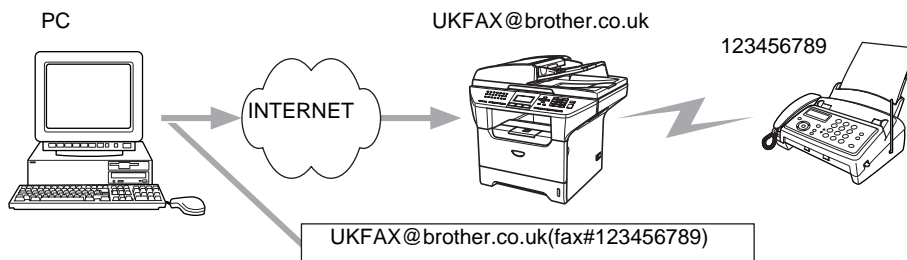 PC
UKFAX@brother.co.uk
123456789
INTERNET
UKFAX@brother.co.uk(fax#123456789)